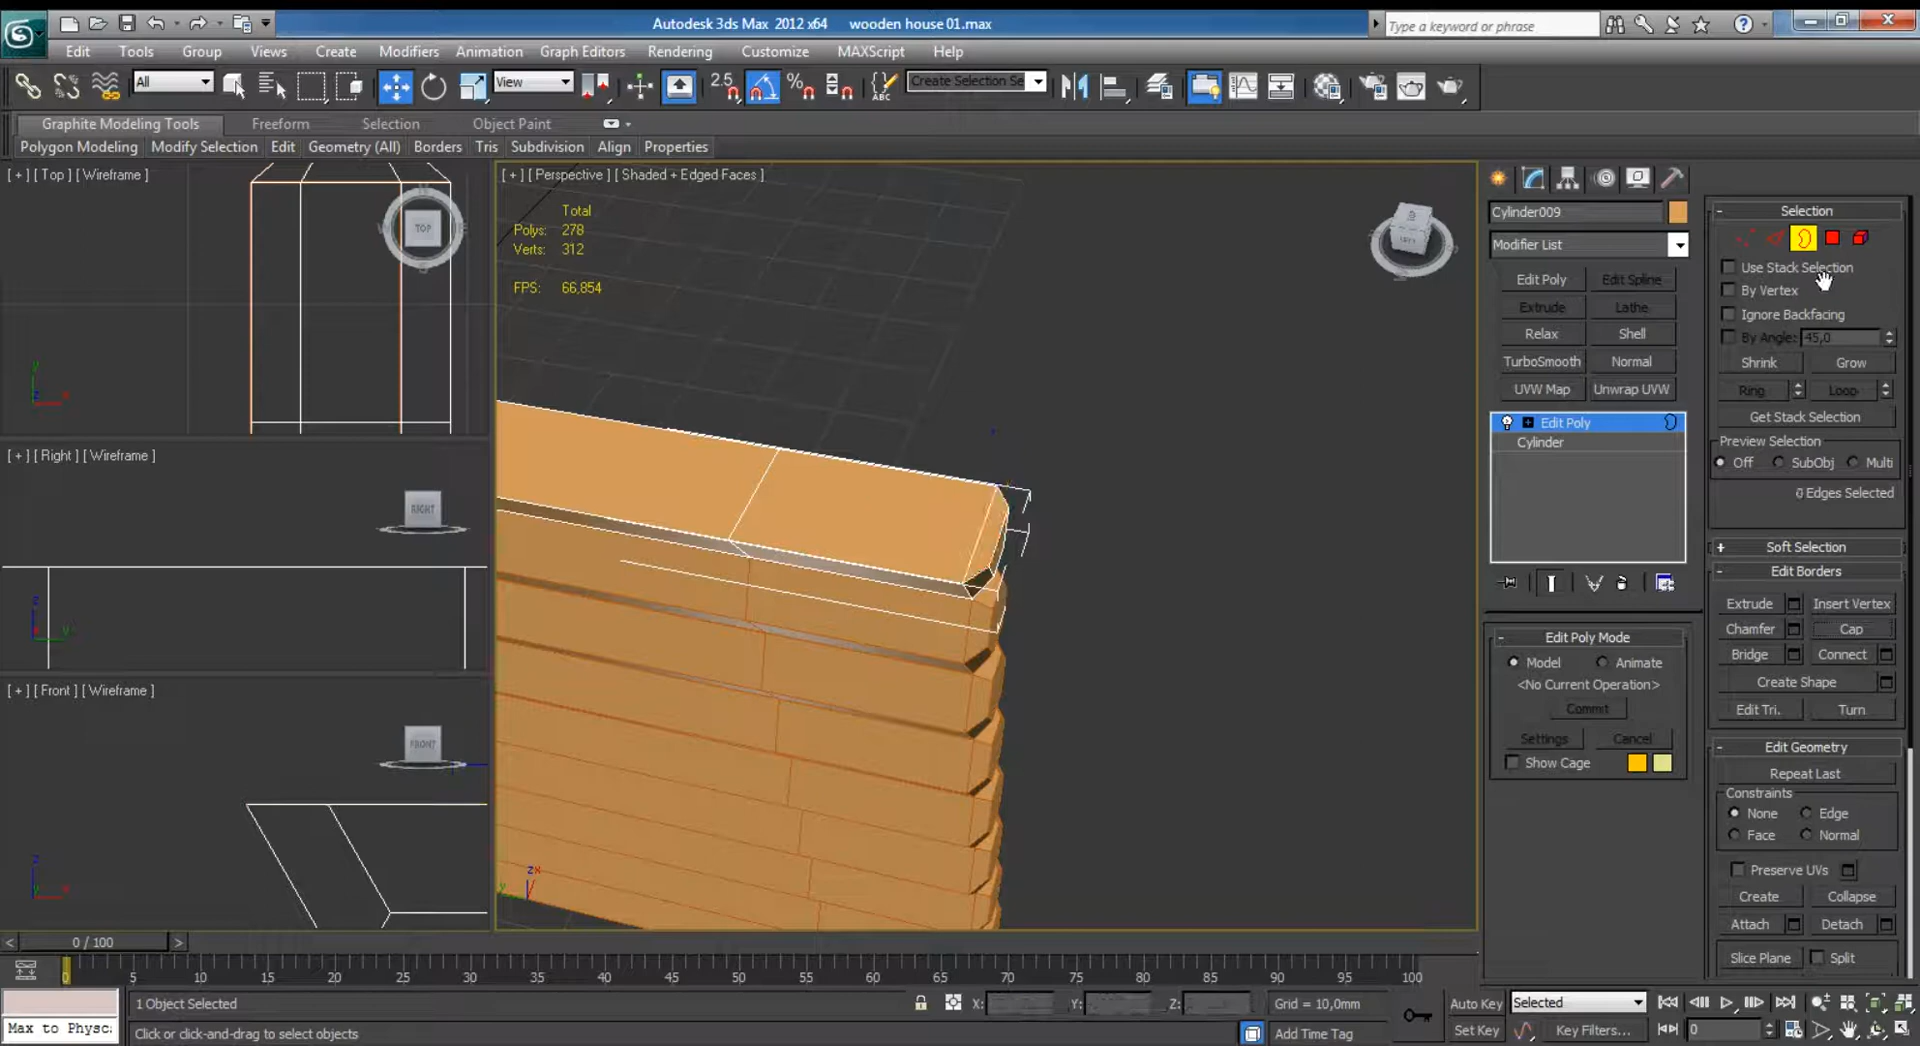 Autodesk 3ds Max 2012 x64 wooden house 01.max
Type a keyword or phrase
Edit Tools Group Views Create Modifiers Animation Graph Editors Rendering Customize MAXScript Help
All View 2.5 Create Selection Se
Graphite Modeling Tools Freeform Selection Object Paint
Polygon Modeling Modify Selection Edit Geometry (All) Borders Edit Tris Subdivision Align Properties
[ + ] [ Top ] [ Wireframe ]
TOP
[ + ] [ Right ] [ Wireframe ]
RIGHT
[ + ] [ Front ] [ Wireframe ]
FRONT
[ + ] [ Perspective ] [ Shaded + Edged Faces ]
Total
Polys: 278
Verts: 312
FPS: 66,854
Cylinder009
Modifier List
Edit Poly Edit Spline
Extrude Lathe
Relax Shell
TurboSmooth Normal
UVW Map Unwrap UVW
Edit Poly
Cylinder
Edit Poly Mode
Model Animate
<No Current Operation>
Commit
Settings Cancel
Show Cage
Selection
Use Stack Selection
By Vertex
Ignore Backfacing
By Angle: 45,0
Shrink Grow
Ring Loop
Get Stack Selection
Preview Selection
Off SubObj Multi
0 Edges Selected
Soft Selection
Edit Borders
Extrude Insert Vertex
Chamfer Cap
Bridge Connect
Create Shape
Edit Tri. Turn
Edit Geometry
Repeat Last
Constraints
None Edge
Face Normal
Preserve UVs
Create Collapse
Attach Detach
Slice Plane Split
< 0 / 100 >
0 5 10 15 20 25 30 35 40 45 50 55 60 65 70 75 80 85 90 95 100
1 Object Selected X: Y: Z: Grid = 10,0mm Auto Key Selected
Max to Physc: Click or click-and-drag to select objects Add Time Tag Set Key Key Filters... 0